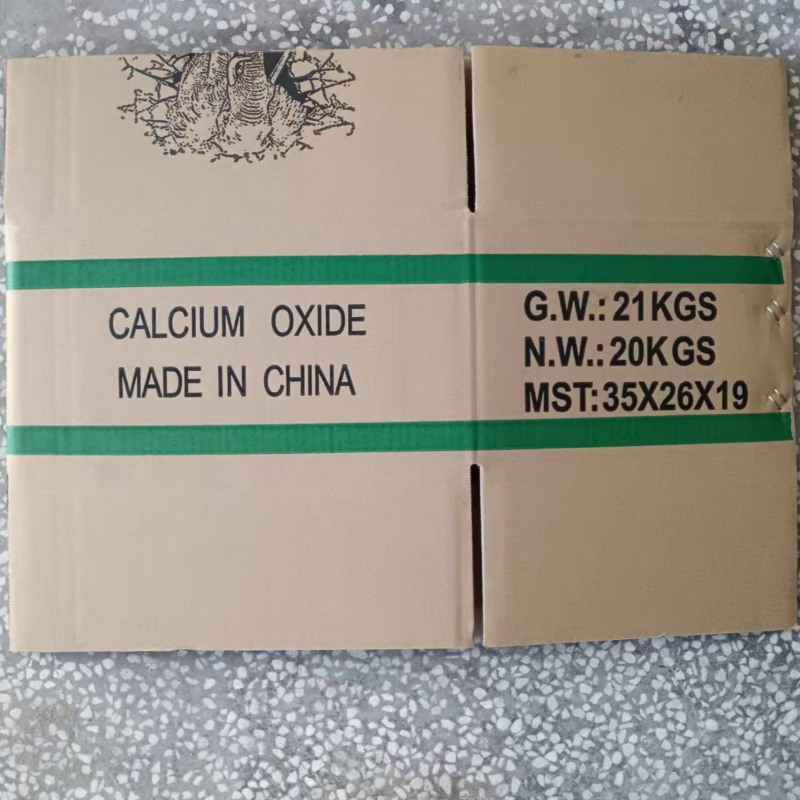 CALCIUM OXIDE
MADE IN CHINA
G.W.: 21KGS
N.W.: 20KGS
MST: 35X26X19